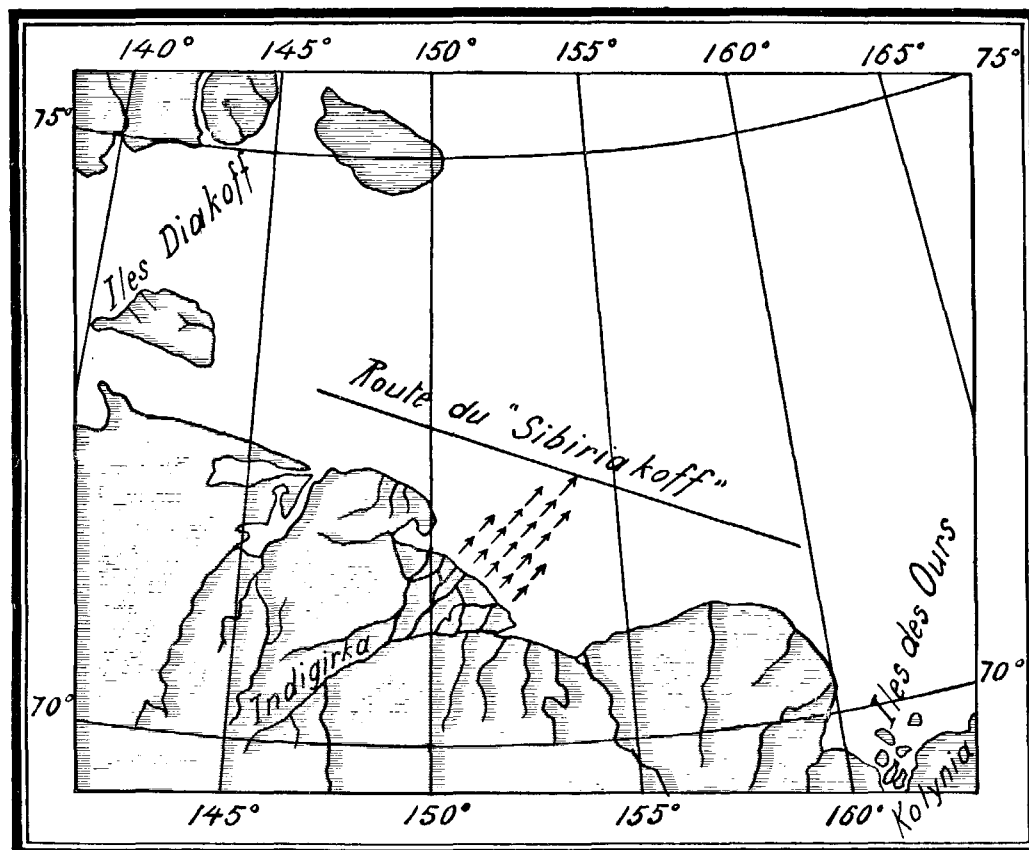 140° 145° 150° 155° 160° 165° 75°
75°
Iles Diakoff
Route du "Sibiriakoff"
Iles des Ours
Indigirka
70°
70°
Kolynia
145° 150° 155° 160°